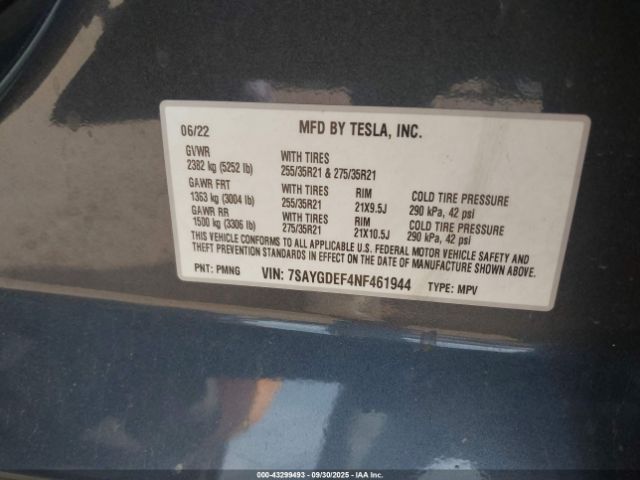 06/22 MFD BY TESLA, INC.
GVWR
2382 kg (5252 lb) WITH TIRES
255/35R21 & 275/35R21
GAWR FRT
1363 kg (3004 lb) WITH TIRES
255/35R21 RIM
21X9.5J COLD TIRE PRESSURE
290 kPa, 42 psi
GAWR RR
1500 kg (3306 lb) WITH TIRES
275/35R21 RIM
21X10.5J COLD TIRE PRESSURE
290 kPa, 42 psi
THIS VEHICLE CONFORMS TO ALL APPLICABLE U.S. FEDERAL MOTOR VEHICLE SAFETY AND
THEFT PREVENTION STANDARDS IN EFFECT ON THE DATE OF MANUFACTURE SHOWN ABOVE.
PNT: PMNG VIN: 7SAYGDEF4NF461944 TYPE: MPV
000-43299493 - 09/30/2025 - IAA Inc.